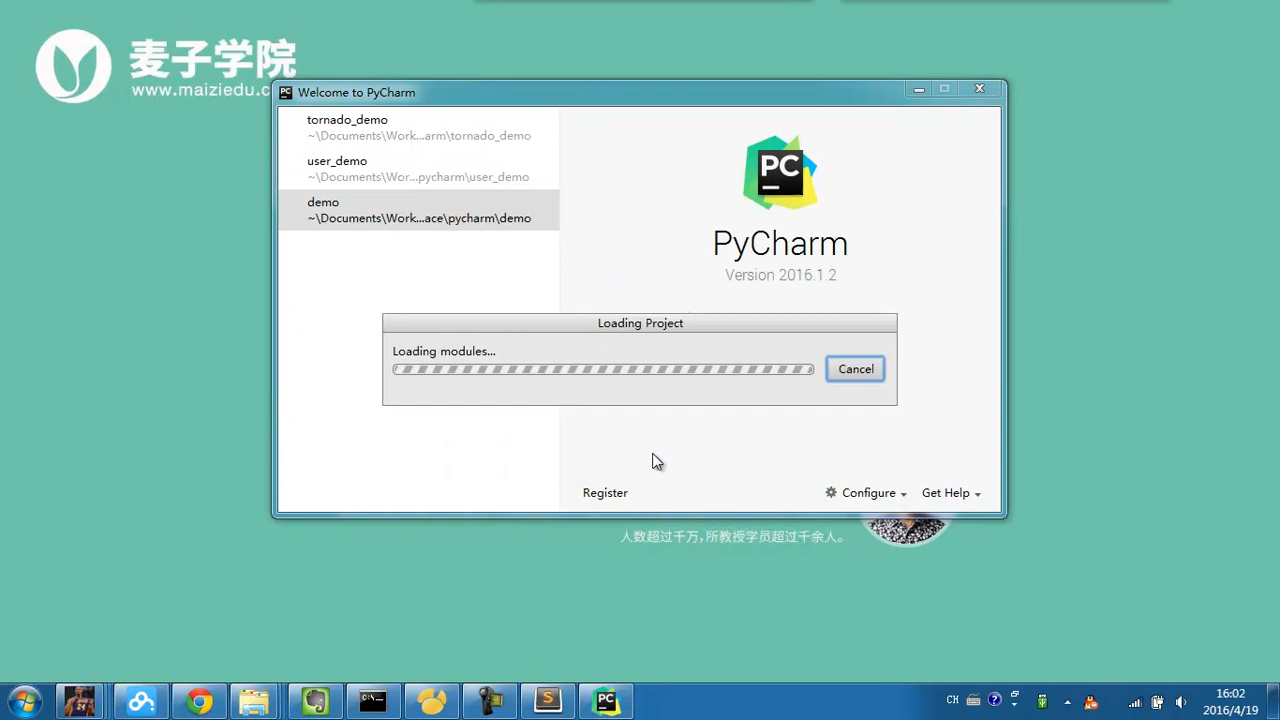 麦子学院
www.maiziedu.c
Welcome to PyCharm
tornado_demo
~\Documents\Work...arm\tornado_demo
user_demo
~\Documents\Wor...pycharm\user_demo
demo
~\Documents\Work...ace\pycharm\demo
PC
PyCharm
Version 2016.1.2
Loading Project
Loading modules...
Cancel
Register
Configure
Get Help
人数超过千万，所教授学员超过千余人。
CH
16:02
2016/4/19